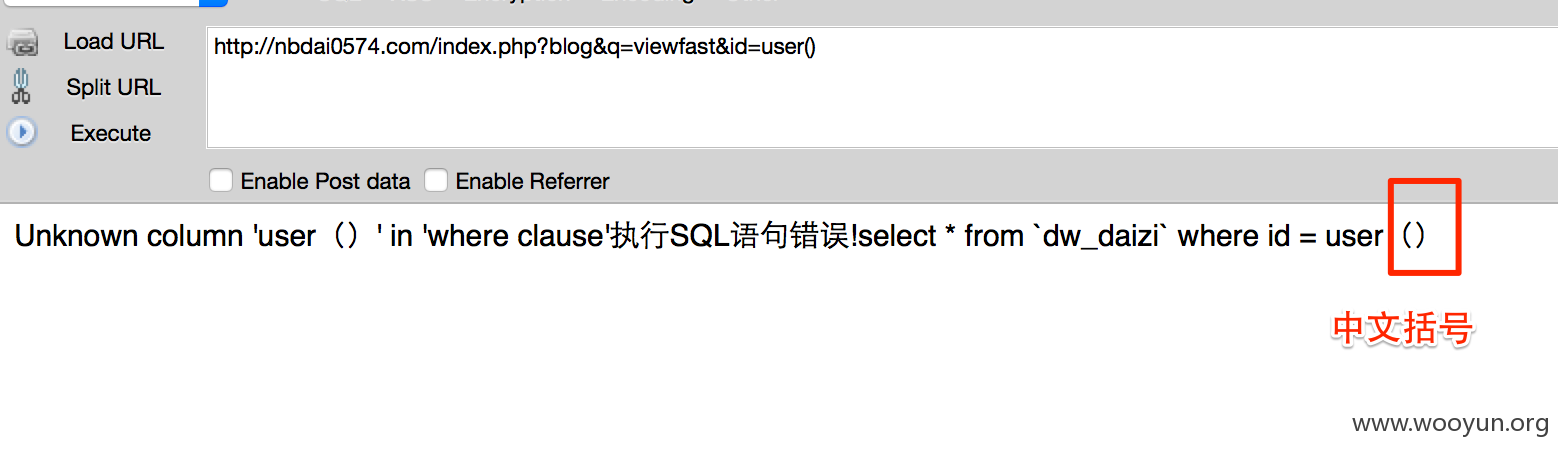 Load URL
http://nbdai0574.com/index.php?blog&q=viewfast&id=user()
Split URL
Execute
Enable Post data
Enable Referrer
Unknown column 'user（）' in 'where clause'执行SQL语句错误!select * from `dw_daizi` where id = user（）
中文括号
www.wooyun.org